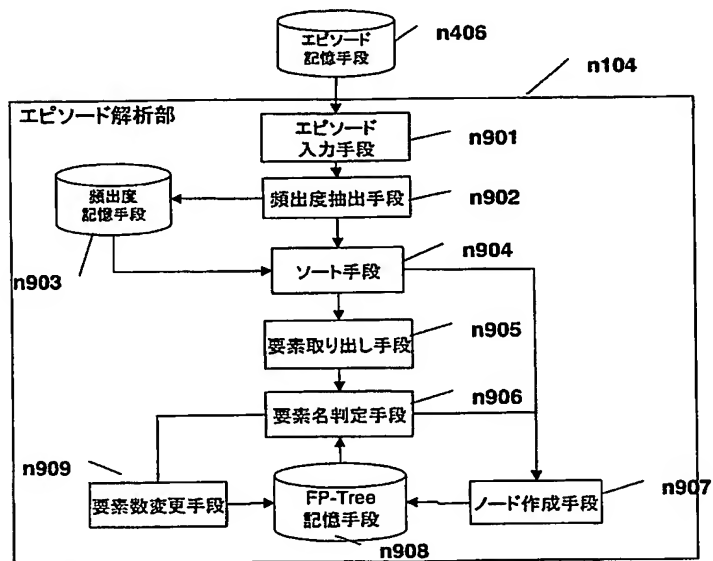 エピソード
記憶手段
n406
n104
エピソード解析部
エピソード
入力手段
n901
頻出度抽出手段
n902
頻出度
記憶手段
n903
ソート手段
n904
要素取り出し手段
n905
要素名判定手段
n906
n909
要素数変更手段
FP-Tree
記憶手段
n908
ノード作成手段
n907